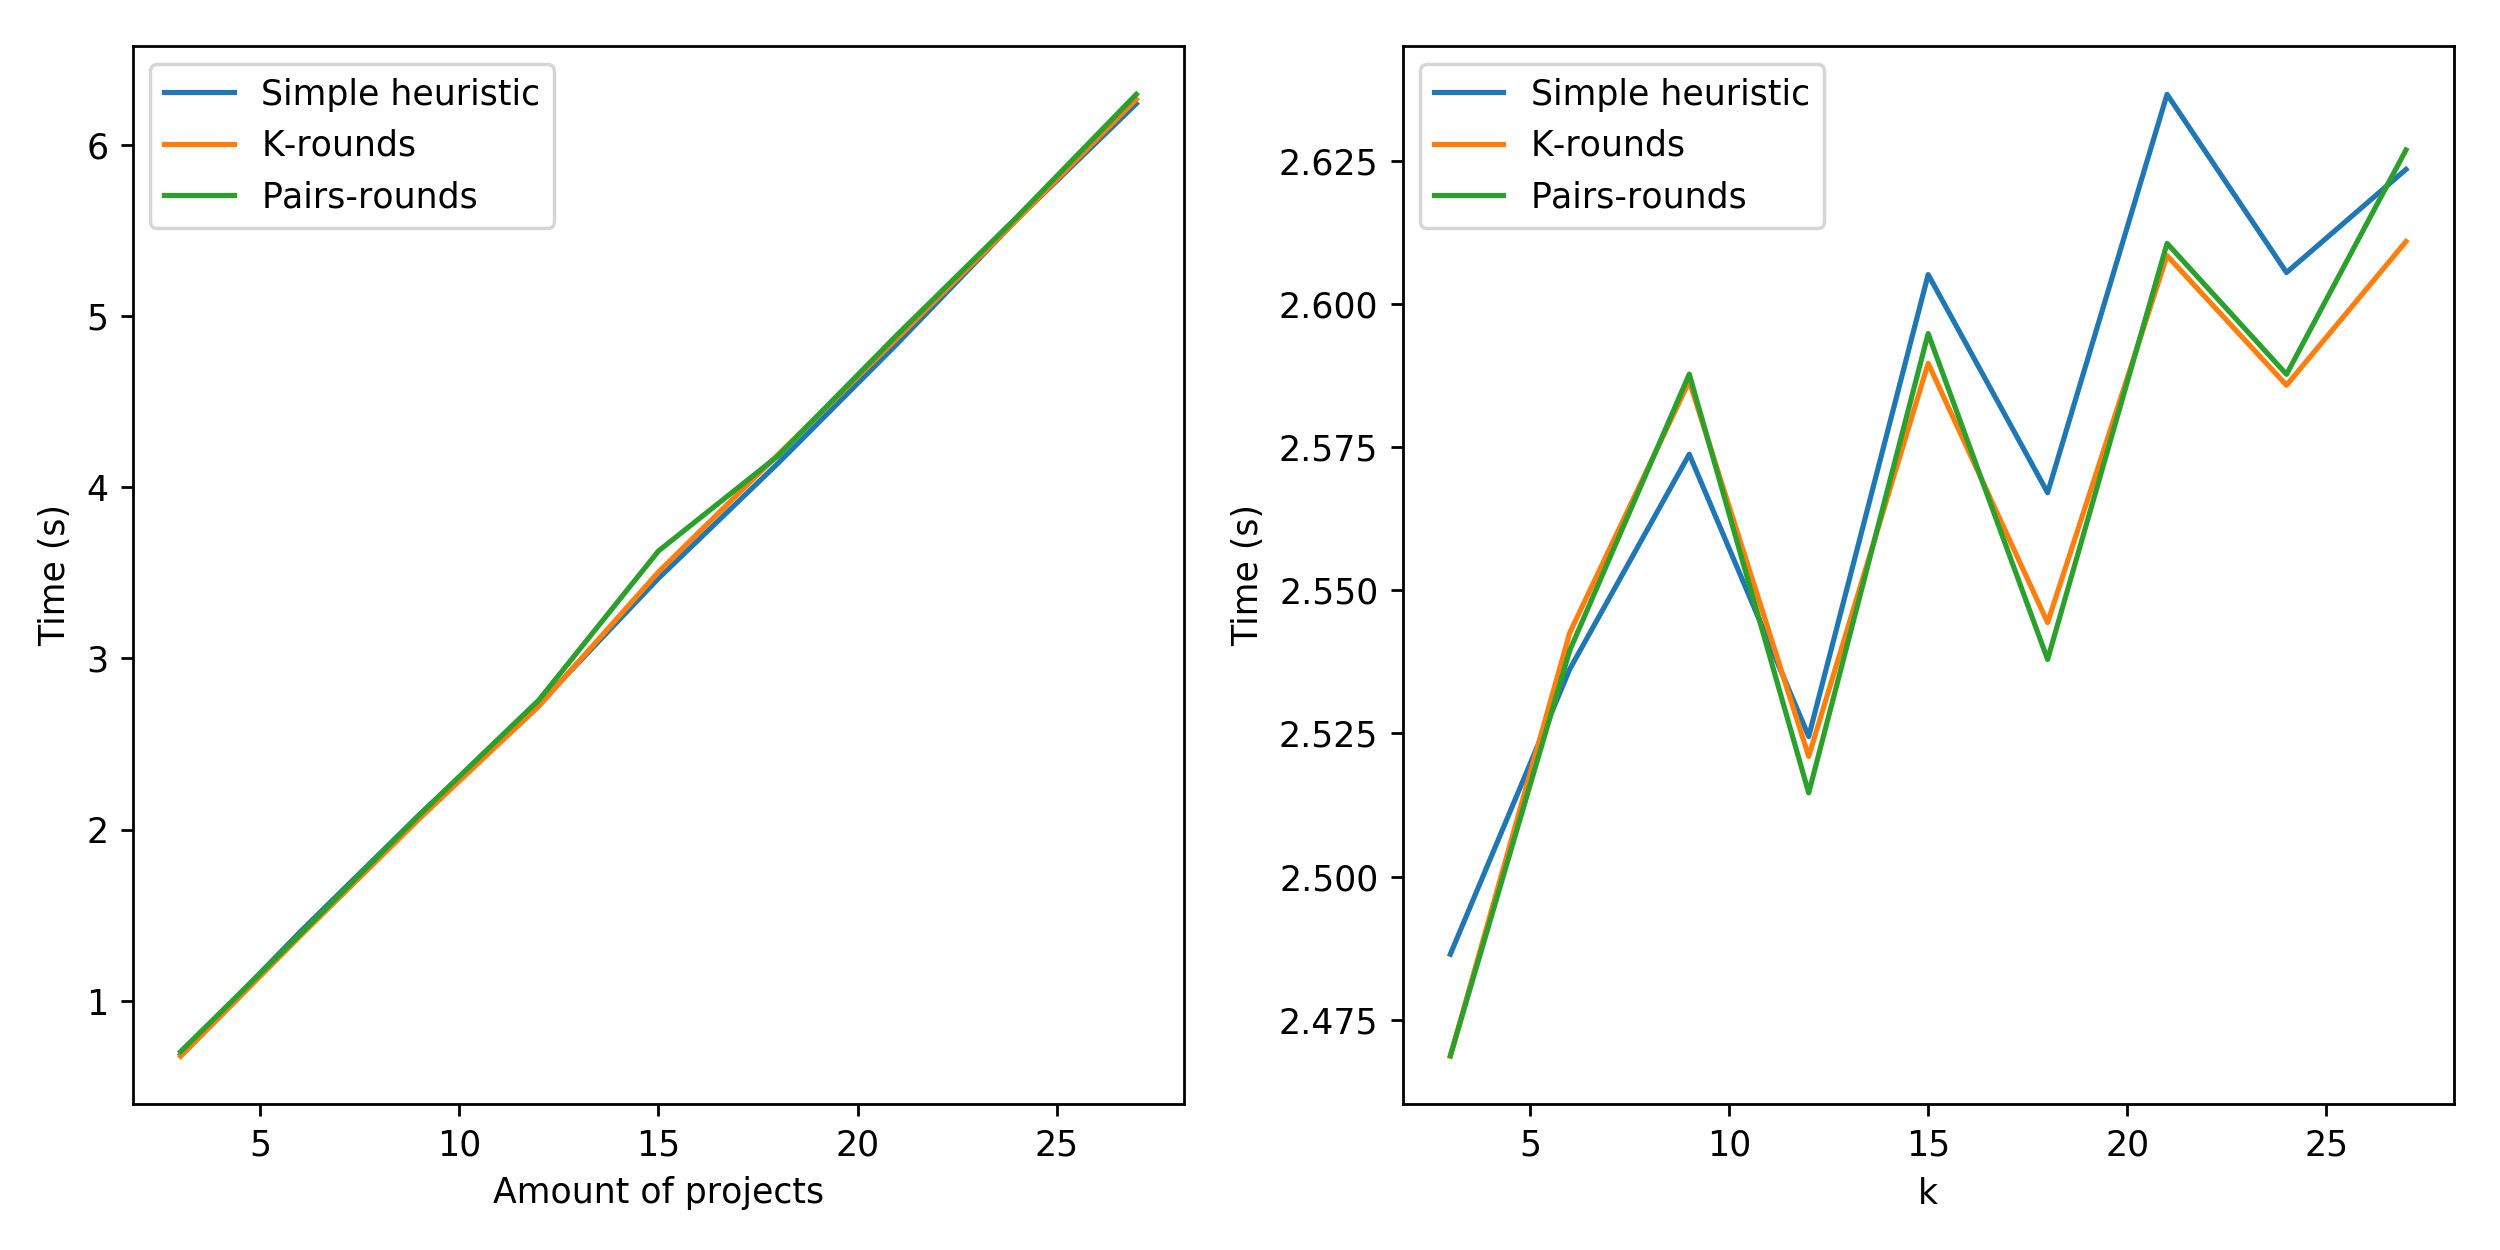 Simple heuristic
K-rounds
Pairs-rounds
6
5
4
3
2
1
Time (s)
5 10 15 20 25
Amount of projects
Simple heuristic
K-rounds
Pairs-rounds
2.625
2.600
2.575
2.550
2.525
2.500
2.475
Time (s)
5 10 15 20 25
k